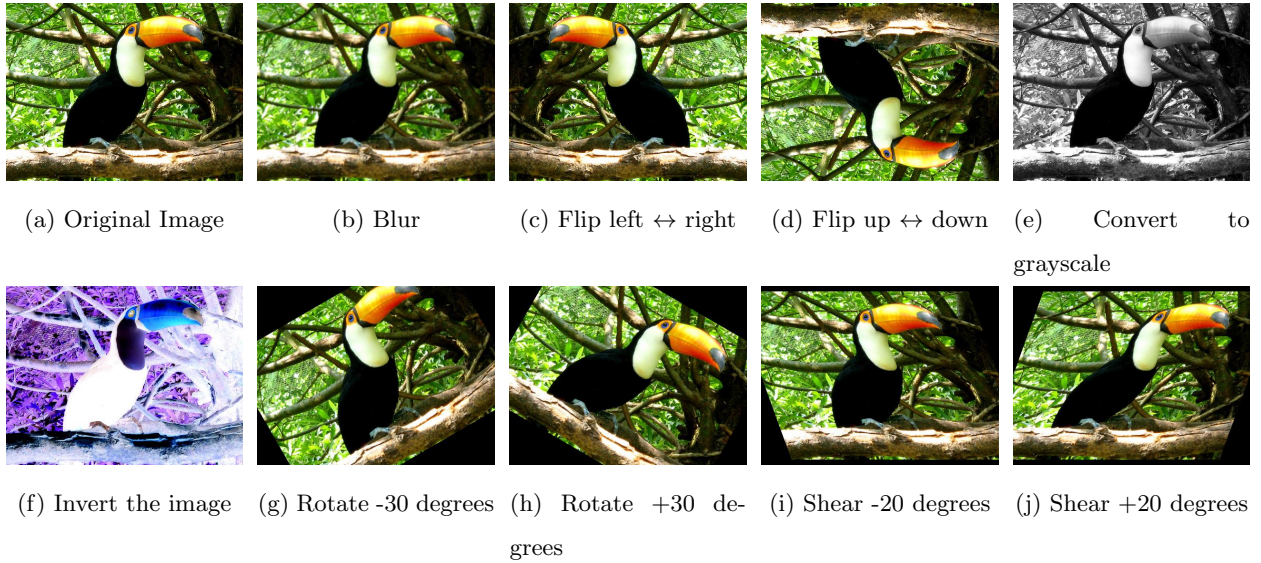 (a) Original Image
(b) Blur
(c) Flip left ↔ right
(d) Flip up ↔ down
(e) Convert to
grayscale
(f) Invert the image
(g) Rotate -30 degrees
(h) Rotate +30 de-
grees
(i) Shear -20 degrees
(j) Shear +20 degrees